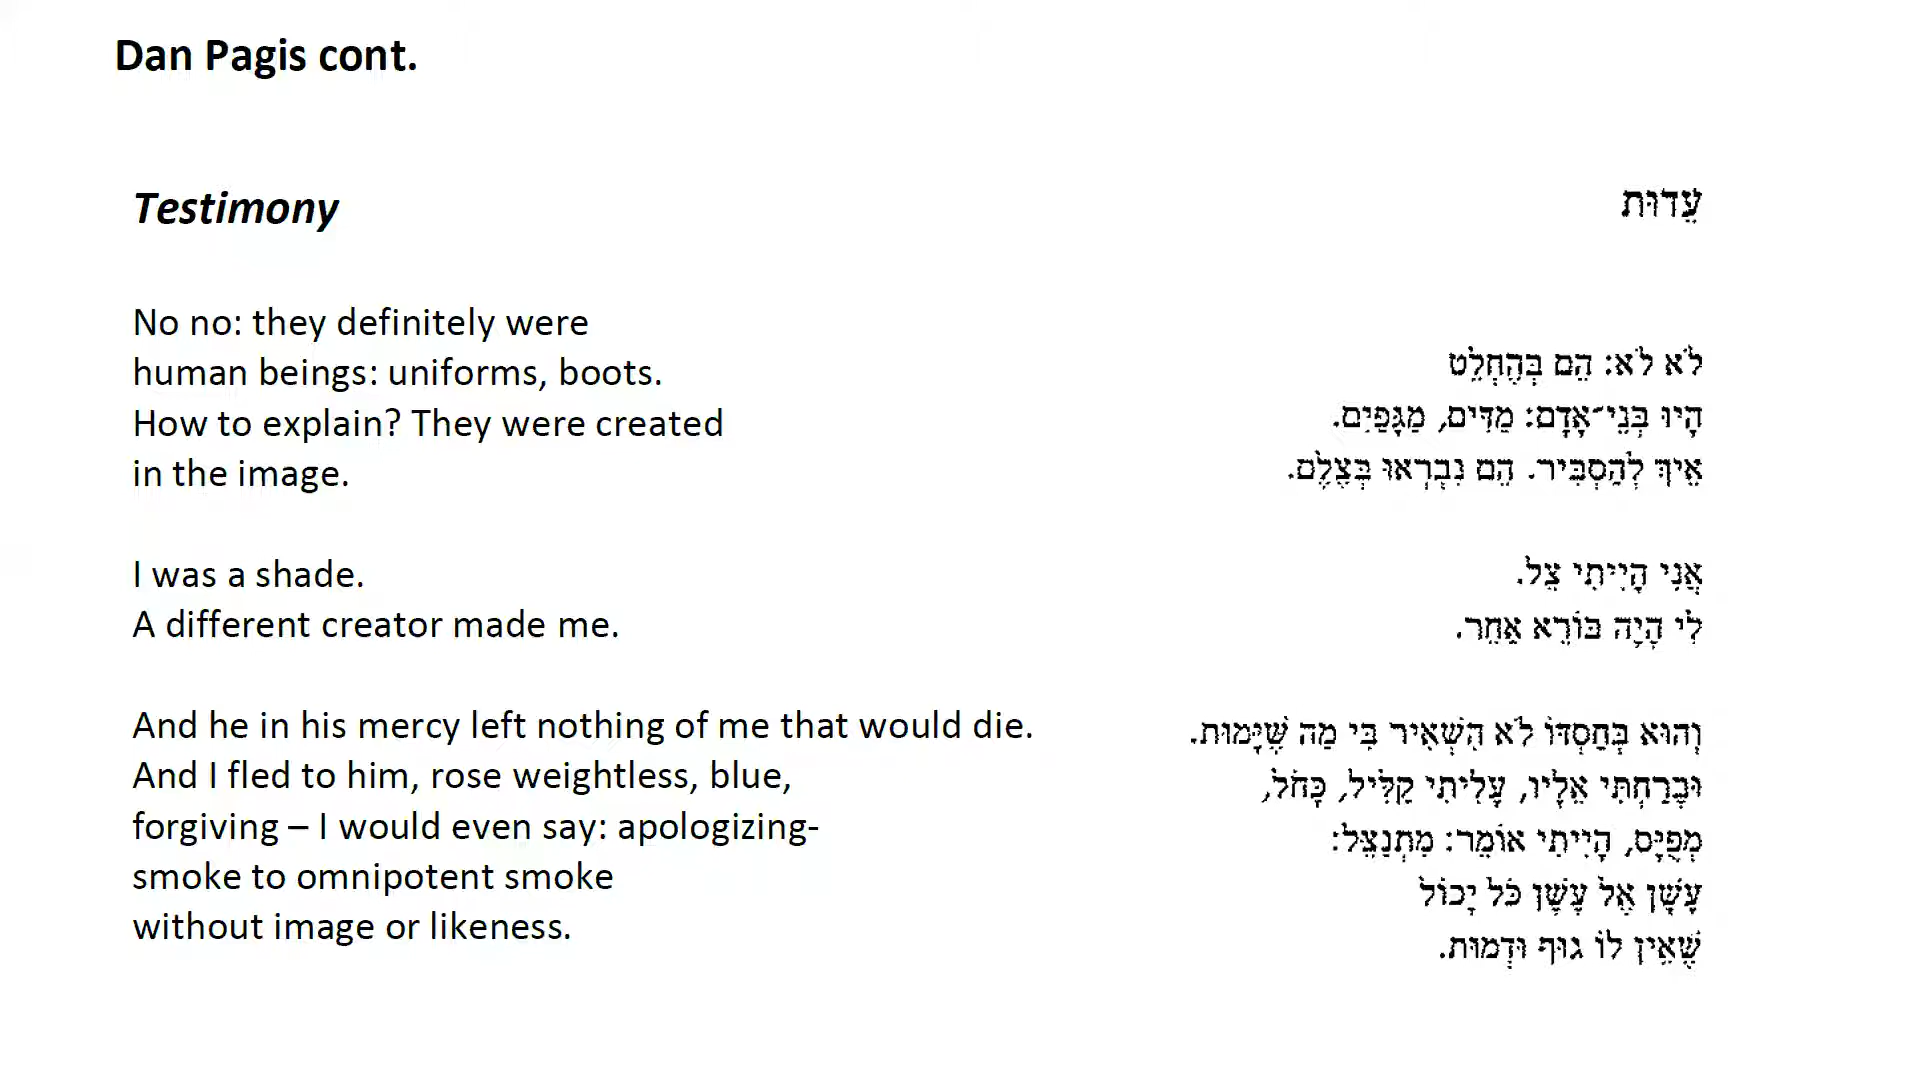 Dan Pagis cont.
Testimony
No no: they definitely were
human beings: uniforms, boots.
How to explain? They were created
in the image.
I was a shade.
A different creator made me.
And he in his mercy left nothing of me that would die.
And I fled to him, rose weightless, blue,
forgiving – I would even say: apologizing-
smoke to omnipotent smoke
without image or likeness.
עֵדוּת
לֹא לֹא: הֵם בְּהֶחְלֵט
הָיוּ בְּנֵי־אָדָם: מַדִּים, מַגָּפַיִם.
אֵיךְ לְהַסְבִּיר. הֵם נִבְרְאוּ בְּצֶלֶם.
אֲנִי הָיִיתִי צֵל.
לִי הָיָה בּוֹרֵא אַחֵר.
וְהוּא בְּחַסְדּוֹ לֹא הִשְׁאִיר בִּי מַה שֶּׁיָּמוּת.
וּבָרַחְתִּי אֵלָיו, עָלִיתִי קַלִּיל, כָּחֹל,
מְפֻיָּס, הָיִיתִי אוֹמֵר: מִתְנַצֵּל:
עָשָׁן אֶל עָשָׁן כֹּל יָכוֹל
שֶׁאֵין לוֹ גּוּף וּדְמוּת.